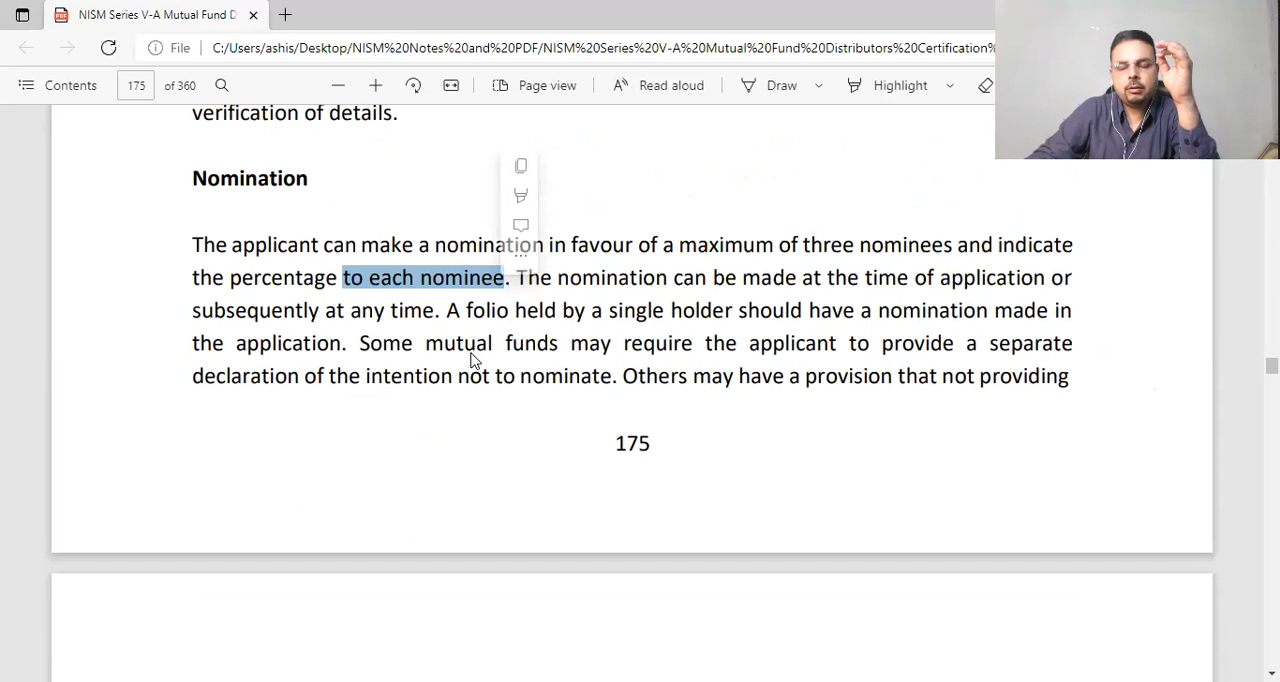 NISM Series V-A Mutual Fund D
File
C:/Users/ashis/Desktop/NISM%20Notes%20and%20PDF/NISM%20Series%20V-A%20Mutual%20Fund%20Distributors%20Certification%
Contents 175 of 360 Page view Read aloud Draw Highlight
verification of details.
Nomination
The applicant can make a nomination in favour of a maximum of three nominees and indicate
the percentage to each nominee. The nomination can be made at the time of application or
subsequently at any time. A folio held by a single holder should have a nomination made in
the application. Some mutual funds may require the applicant to provide a separate
declaration of the intention not to nominate. Others may have a provision that not providing
175